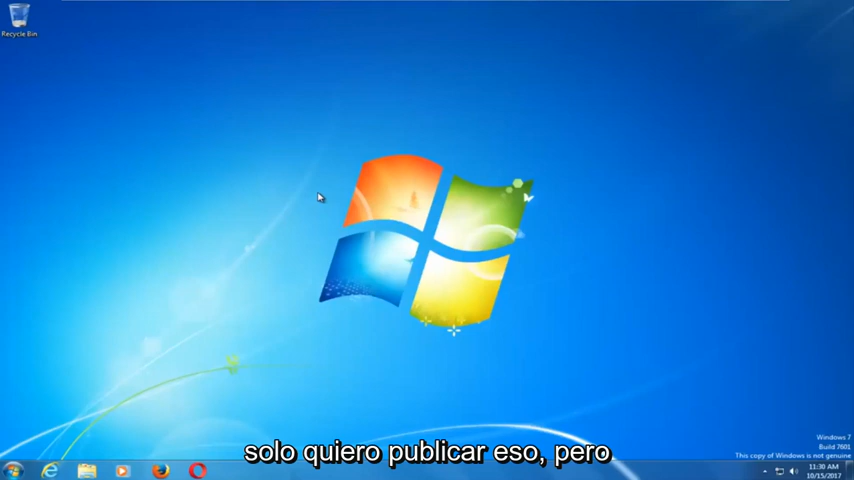 Recycle Bin
Windows 7
Build 7601
This copy of Windows is not genuine
solo quiero publicar eso, pero
11:30 AM
10/15/2017